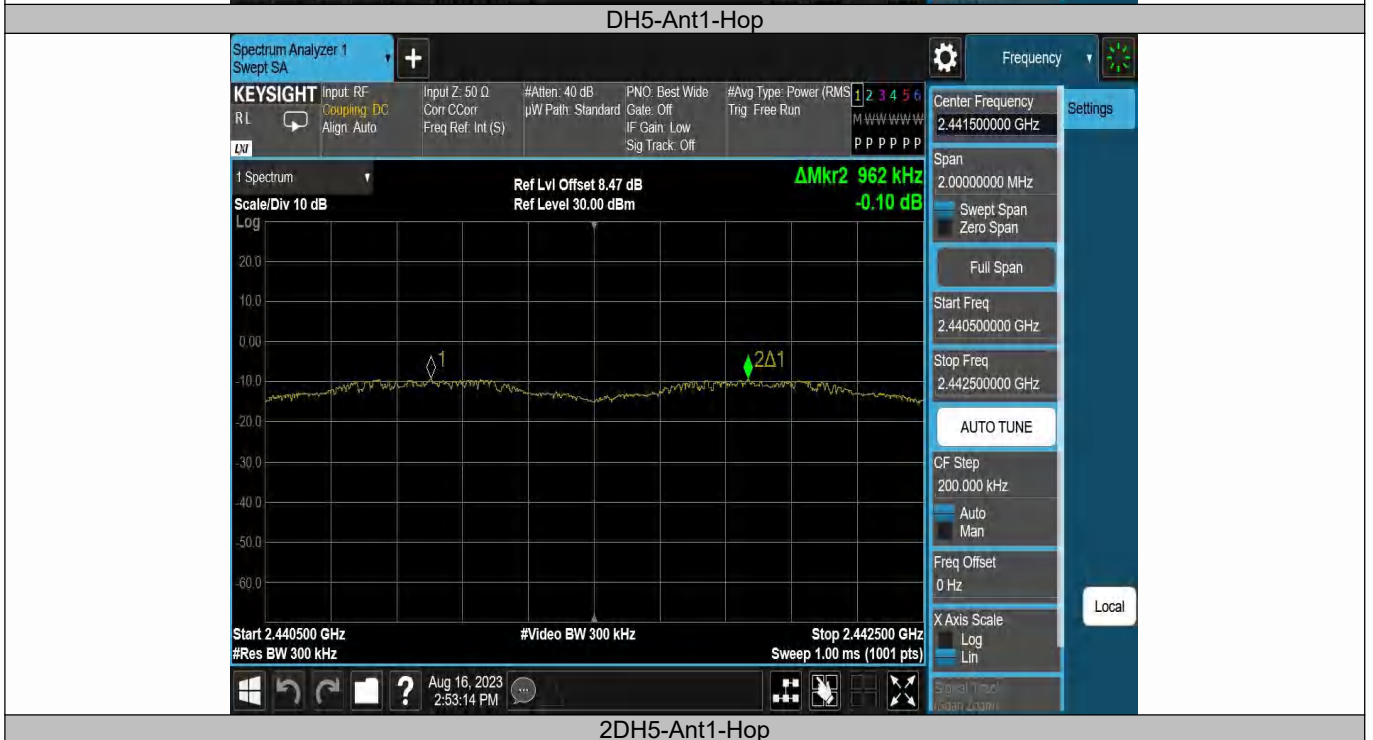 DH5-Ant1-Hop
Spectrum Analyzer 1
Swept SA
+
Frequency
KEYSIGHT
RL
LXI
Input: RF
Coupling: DC
Align: Auto
Input Z: 50 Ω
Corr CCorr
Freq Ref: Int (S)
#Atten: 40 dB
µW Path: Standard
PNO: Best Wide
Gate: Off
IF Gain: Low
Sig Track: Off
#Avg Type: Power (RMS
Trig: Free Run
1 2 3 4 5 6
M W W W W W
P P P P P P
Center Frequency
2.441500000 GHz
Settings
Span
2.00000000 MHz
Swept Span
Zero Span
Full Span
Start Freq
2.440500000 GHz
Stop Freq
2.442500000 GHz
AUTO TUNE
CF Step
200.000 kHz
Auto
Man
Freq Offset
0 Hz
X Axis Scale
Log
Lin
Signal Track
(Span Zoom)
Local
1 Spectrum
Scale/Div 10 dB
Log
Ref Lvl Offset 8.47 dB
Ref Level 30.00 dBm
ΔMkr2 962 kHz
-0.10 dB
20.0
10.0
0.00
-10.0
-20.0
-30.0
-40.0
-50.0
-60.0
1
2Δ1
Start 2.440500 GHz
#Res BW 300 kHz
#Video BW 300 kHz
Stop 2.442500 GHz
Sweep 1.00 ms (1001 pts)
?
Aug 16, 2023
2:53:14 PM
2DH5-Ant1-Hop